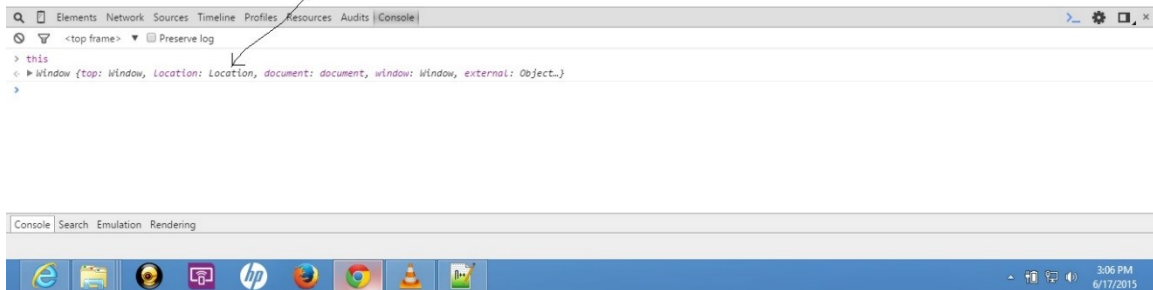 Elements Network Sources Timeline Profiles Resources Audits Console
<top frame> ▼ Preserve log
> this
Window {top: Window, Location: Location, document: document, window: Window, external: Object…}
>
Console Search Emulation Rendering
hp
3:06 PM
6/17/2015